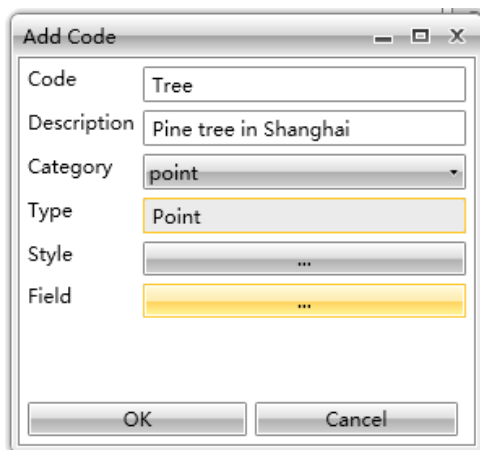 Add Code
Code Tree
Description Pine tree in Shanghai
Category point
Type Point
Style ...
Field ...
OK Cancel